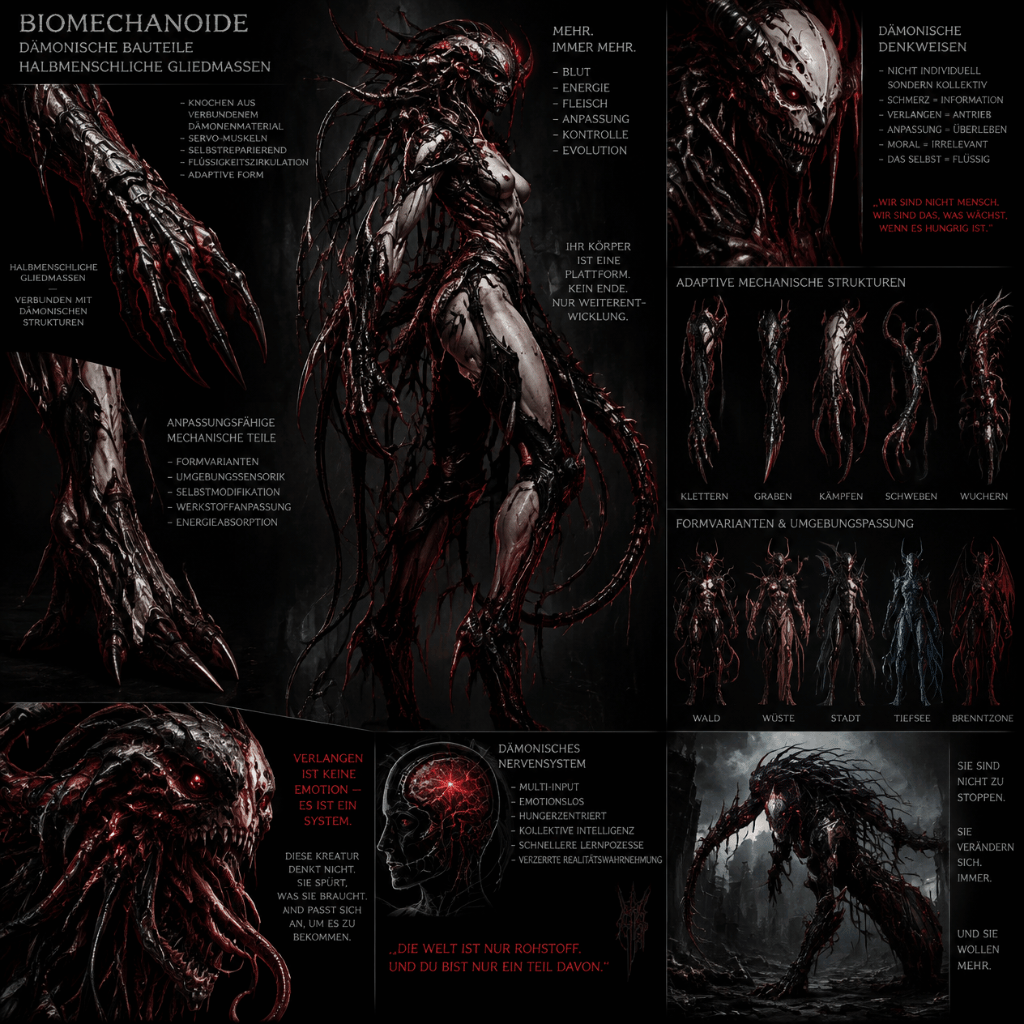 BIOMECHANOIDE
DÄMONISCHE BAUTEILE
HALBMENSCHLICHE GLIEDMASSEN
– KNOCHEN AUS
VERBUNDENEM
DÄMONENMATERIAL
– SERVO-MUSKELN
– SELBSTREPARIEREND
– FLÜSSIGKEITSZIRKULATION
– ADAPTIVE FORM
HALBMENSCHLICHE
GLIEDMASSEN
—
VERBUNDEN MIT
DÄMONISCHEN
STRUKTUREN
MEHR.
IMMER MEHR.
– BLUT
– ENERGIE
– FLEISCH
– ANPASSUNG
– KONTROLLE
– EVOLUTION
IHR KÖRPER
IST EINE
PLATTFORM.
KEIN ENDE.
NUR WEITERENT-
WICKLUNG.
DÄMONISCHE
DENKWEISEN
– NICHT INDIVIDUELL
SONDERN KOLLEKTIV
– SCHMERZ = INFORMATION
– VERLANGEN = ANTRIEB
– ANPASSUNG = ÜBERLEBEN
– MORAL = IRRELEVANT
– DAS SELBST = FLÜSSIG
„WIR SIND NICHT MENSCH.
WIR SIND DAS, WAS WÄCHST,
WENN ES HUNGRIG IST.“
ANPASSUNGSFÄHIGE
MECHANISCHE TEILE
– FORMVARIANTEN
– UMGEBUNGSSENSORIK
– SELBSTMODIFIKATION
– WERKSTOFFANPASSUNG
– ENERGIEABSORPTION
ADAPTIVE MECHANISCHE STRUKTUREN
KLETTERN GRABEN KÄMPFEN SCHWEBEN WUCHERN
FORMVARIANTEN & UMGEBUNGSPASSUNG
WALD WÜSTE STADT TIEFSEE BRENNTZONE
VERLANGEN
IST KEINE
EMOTION –
ES IST EIN
SYSTEM.
DIESE KREATUR
DENKT NICHT.
SIE SPÜRT,
WAS SIE BRAUCHT.
AND PASST SICH
AN, UM ES ZU
BEKOMMEN.
DÄMONISCHES
NERVENSYSTEM
– MULTI-INPUT
– EMOTIONSLOS
– HUNGERZENTRIERT
– KOLLEKTIVE INTELLIGENZ
– SCHNELLERE LERNPOZESSE
– VERZERRTE REALITÄTSWAHRNEHMUNG
„DIE WELT IST NUR ROHSTOFF.
UND DU BIST NUR EIN TEIL DAVON.“
SIE SIND
NICHT ZU
STOPPEN.
SIE
VERÄNDERN
SICH.
IMMER.
UND SIE
WOLLEN
MEHR.